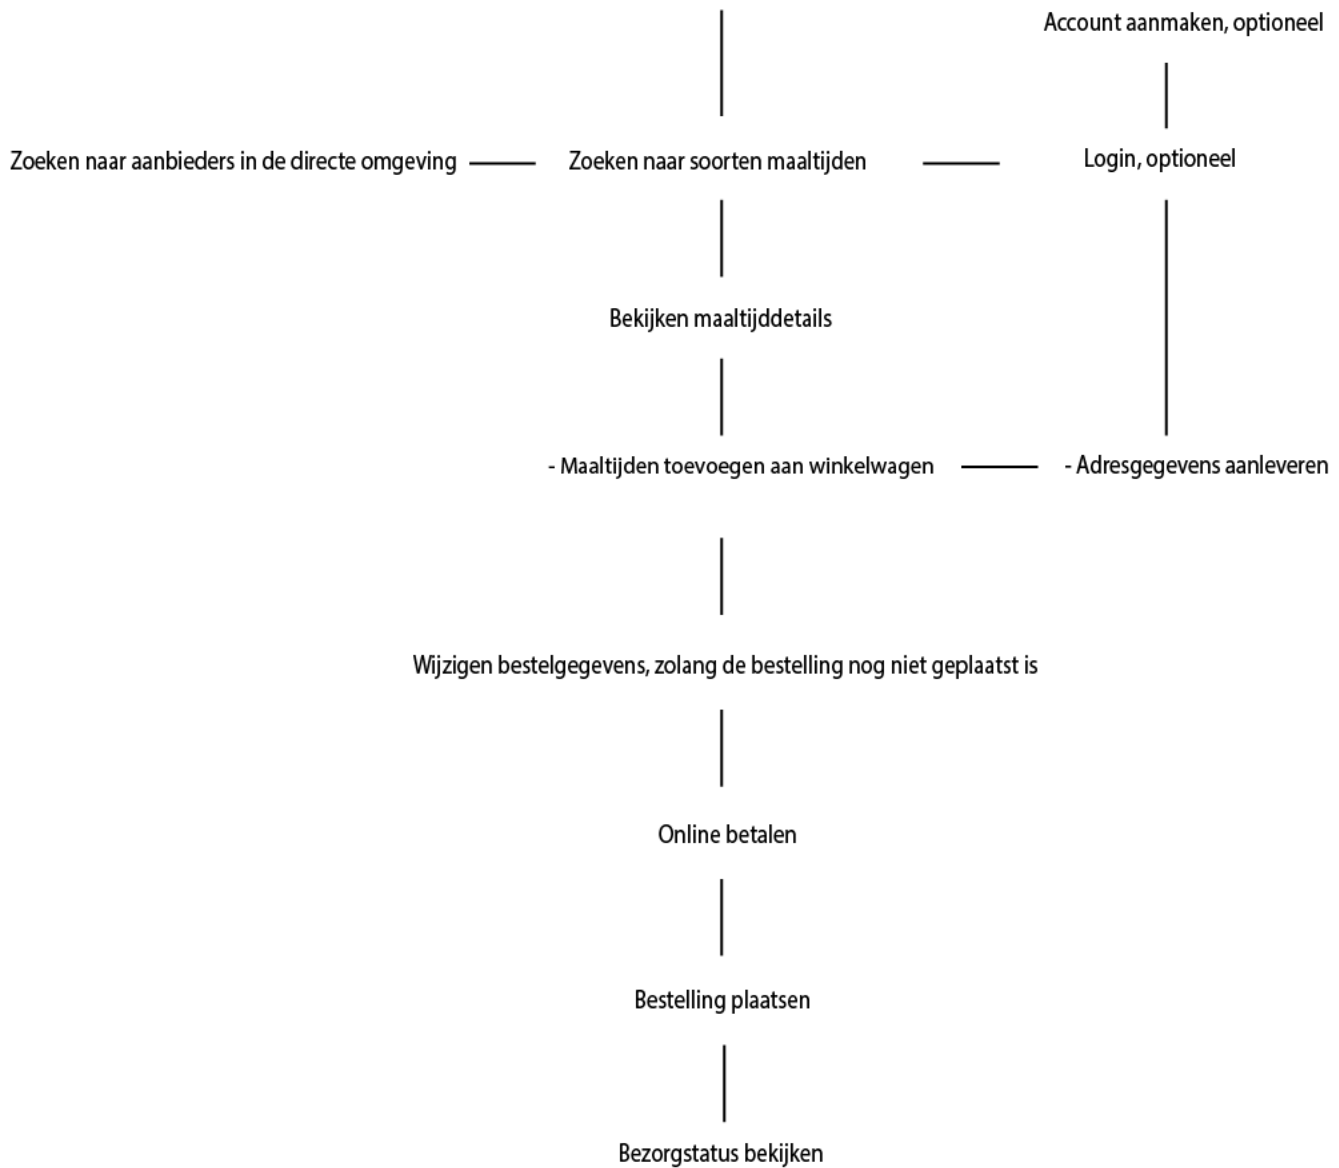 Account aanmaken, optioneel
Zoeken naar aanbieders in de directe omgeving
Zoeken naar soorten maaltijden
Login, optioneel
Bekijken maaltijddetails
- Maaltijden toevoegen aan winkelwagen
- Adresgegevens aanleveren
Wijzigen bestelgegevens, zolang de bestelling nog niet geplaatst is
Online betalen
Bestelling plaatsen
Bezorgstatus bekijken